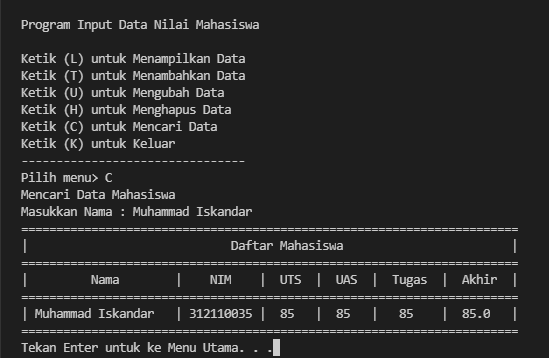 Program Input Data Nilai Mahasiswa
Ketik (L) untuk Menampilkan Data
Ketik (T) untuk Menambahkan Data
Ketik (U) untuk Mengubah Data
Ketik (H) untuk Menghapus Data
Ketik (C) untuk Mencari Data
Ketik (K) untuk Keluar
--------------------------------
Pilih menu> C
Mencari Data Mahasiswa
Masukkan Nama : Muhammad Iskandar
=======================================================================
| Daftar Mahasiswa |
=======================================================================
| Nama | NIM | UTS | UAS | Tugas | Akhir |
=======================================================================
| Muhammad Iskandar | 312110035 | 85 | 85 | 85 | 85.0 |
=======================================================================
Tekan Enter untuk ke Menu Utama. . .